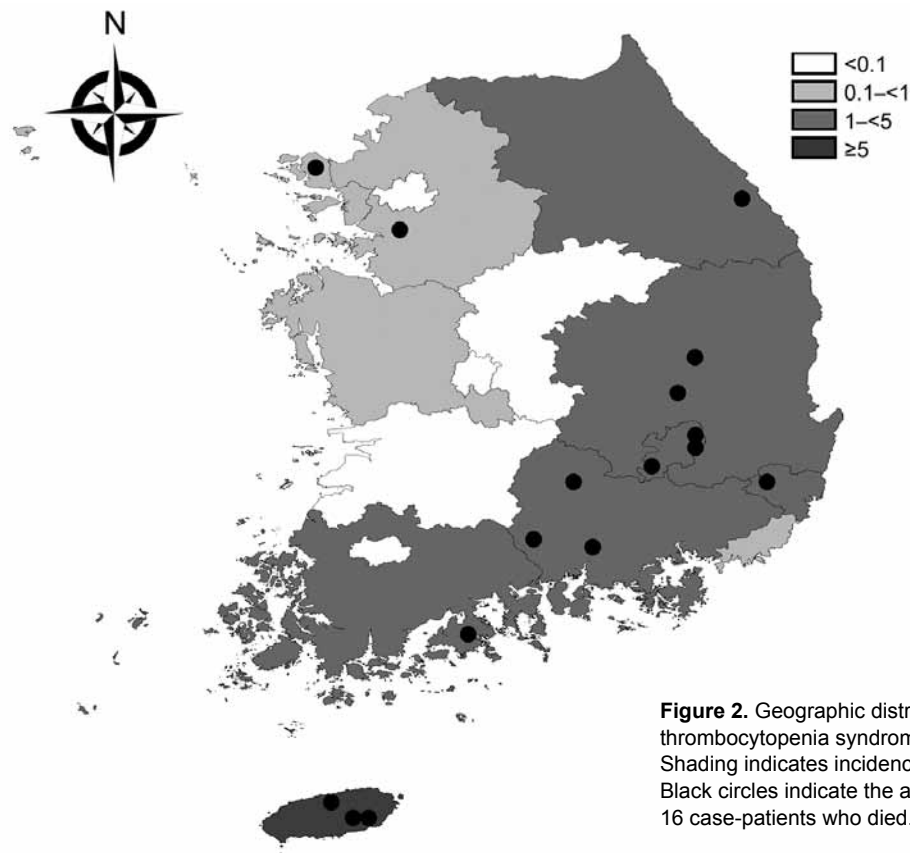 N
<0.1
0.1–<1
1–<5
≥5
Figure 2. Geographic distr
thrombocytopenia syndrom
Shading indicates incidenc
Black circles indicate the a
16 case-patients who died.